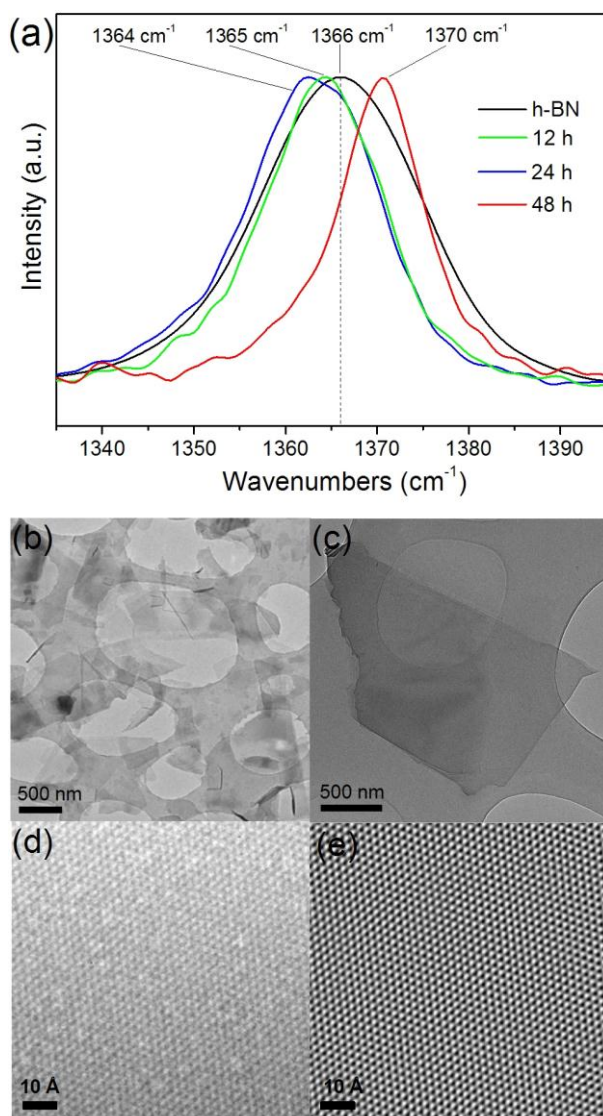 (a)
1364 cm⁻¹
1365 cm⁻¹
1366 cm⁻¹
1370 cm⁻¹
h-BN
12 h
24 h
48 h
Intensity (a.u.)
1340
1350
1360
1370
1380
1390
Wavenumbers (cm⁻¹)
(b)
500 nm
(c)
500 nm
(d)
10 Å
(e)
10 Å